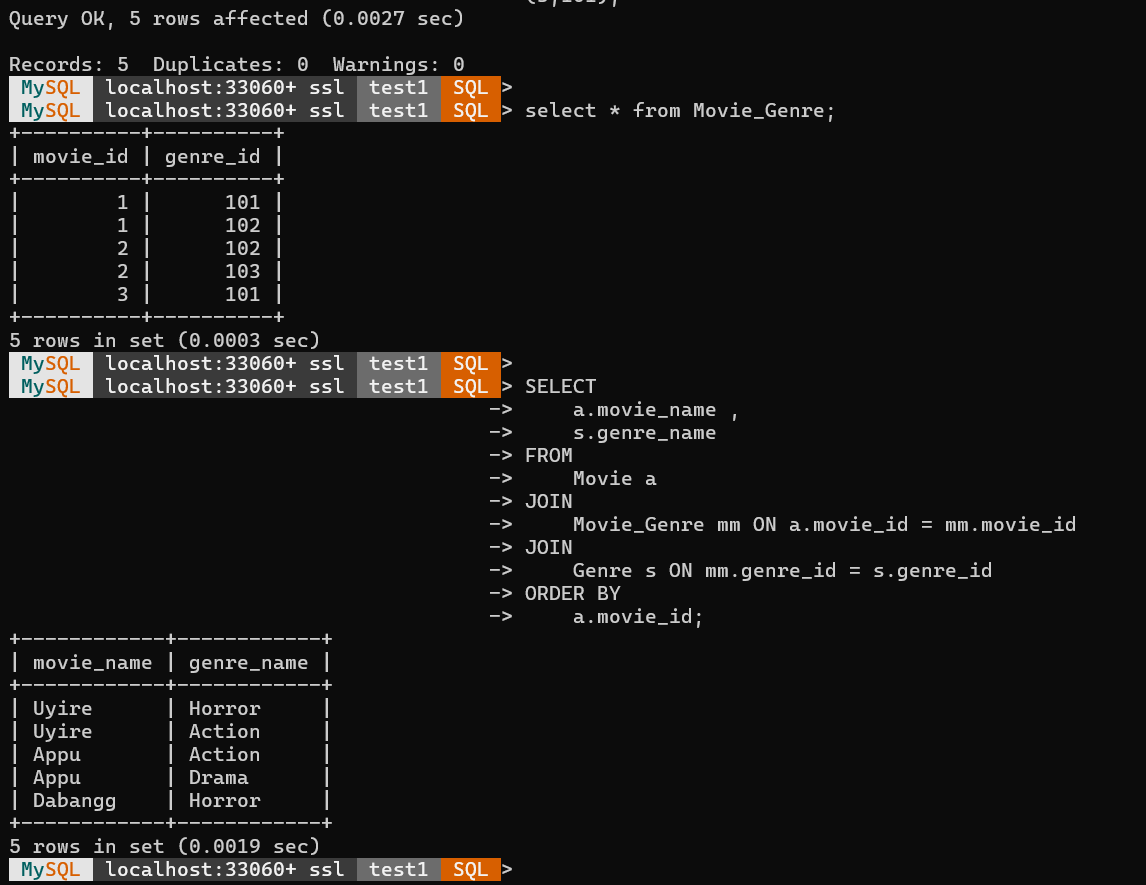 Query OK, 5 rows affected (0.0027 sec)
Records: 5  Duplicates: 0  Warnings: 0
MySQL  localhost:33060+ ssl  test1  SQL >
MySQL  localhost:33060+ ssl  test1  SQL > select * from Movie_Genre;
+----------+----------+
| movie_id | genre_id |
+----------+----------+
|        1 |      101 |
|        1 |      102 |
|        2 |      102 |
|        2 |      103 |
|        3 |      101 |
+----------+----------+
5 rows in set (0.0003 sec)
MySQL  localhost:33060+ ssl  test1  SQL >
MySQL  localhost:33060+ ssl  test1  SQL > SELECT
->     a.movie_name ,
->     s.genre_name
-> FROM
->     Movie a
-> JOIN
->     Movie_Genre mm ON a.movie_id = mm.movie_id
-> JOIN
->     Genre s ON mm.genre_id = s.genre_id
-> ORDER BY
->     a.movie_id;
+------------+------------+
| movie_name | genre_name |
+------------+------------+
| Uyire      | Horror     |
| Uyire      | Action     |
| Appu       | Action     |
| Appu       | Drama      |
| Dabangg    | Horror     |
+------------+------------+
5 rows in set (0.0019 sec)
MySQL  localhost:33060+ ssl  test1  SQL >